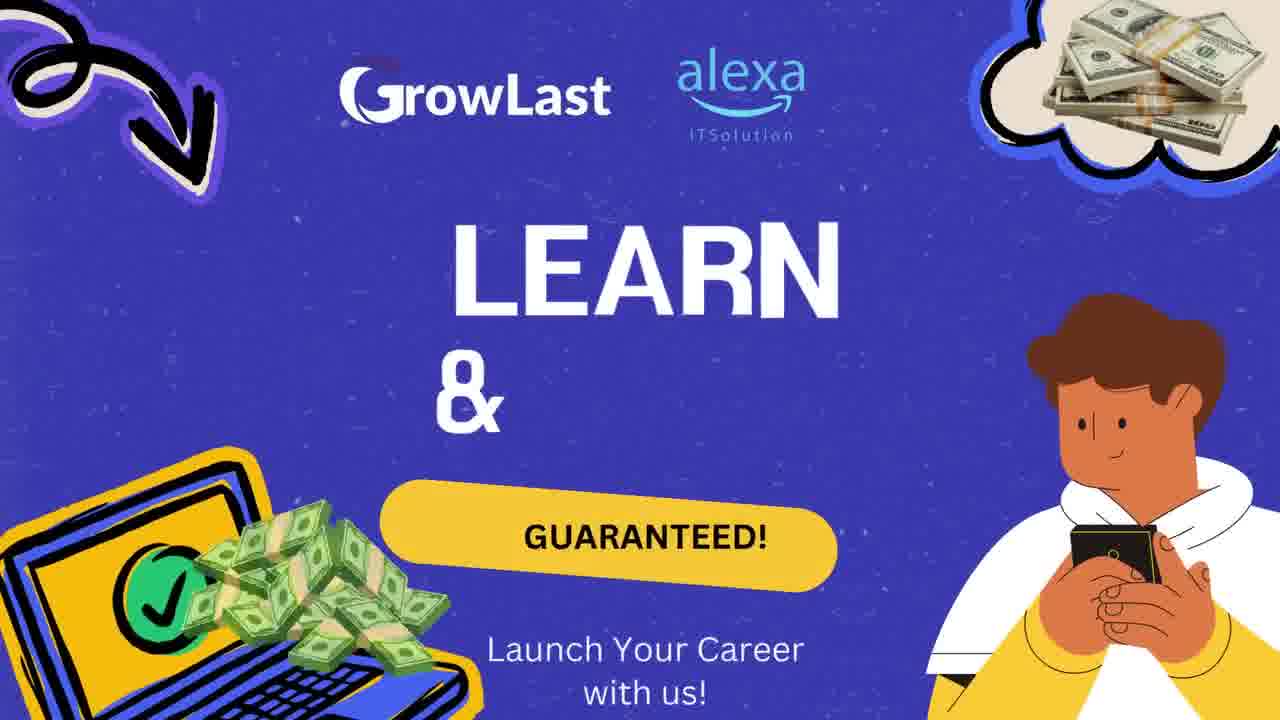 GrowLast
alexa
ITSolution
LEARN
&
GUARANTEED!
Launch Your Career
with us!